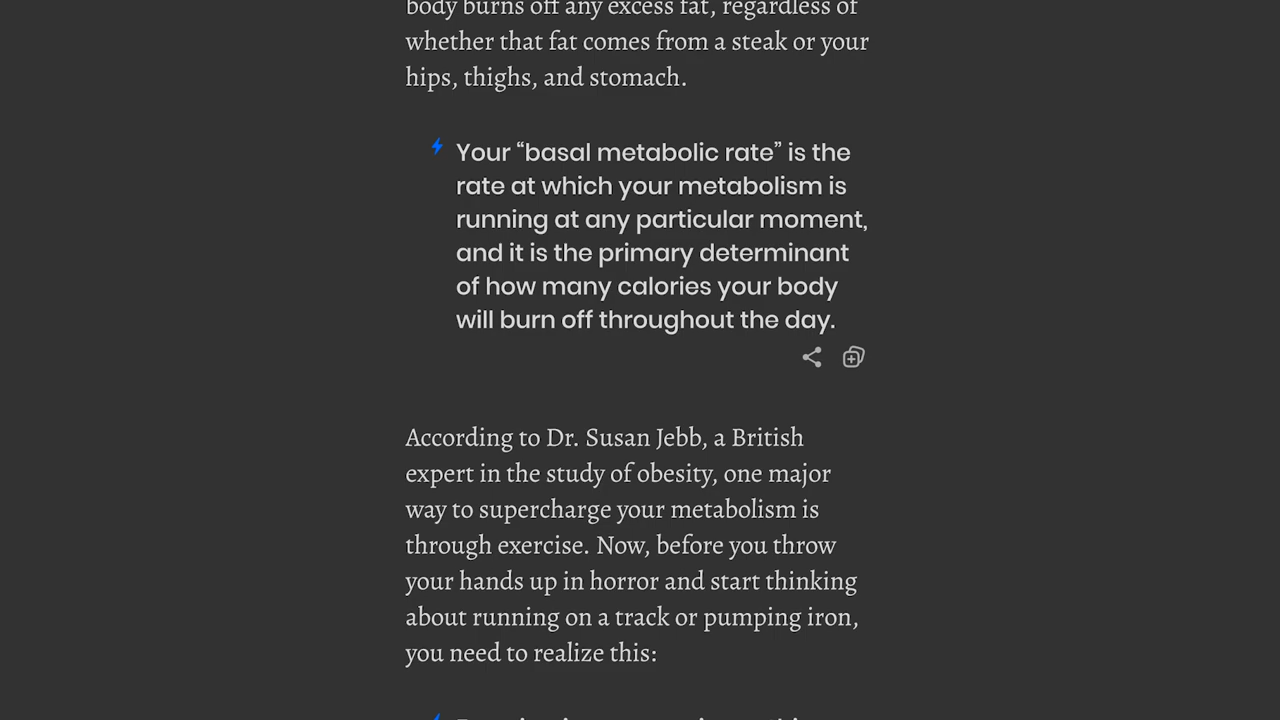 body burns off any excess fat, regardless of
whether that fat comes from a steak or your
hips, thighs, and stomach.
Your “basal metabolic rate” is the
rate at which your metabolism is
running at any particular moment,
and it is the primary determinant
of how many calories your body
will burn off throughout the day.
According to Dr. Susan Jebb, a British
expert in the study of obesity, one major
way to supercharge your metabolism is
through exercise. Now, before you throw
your hands up in horror and start thinking
about running on a track or pumping iron,
you need to realize this: